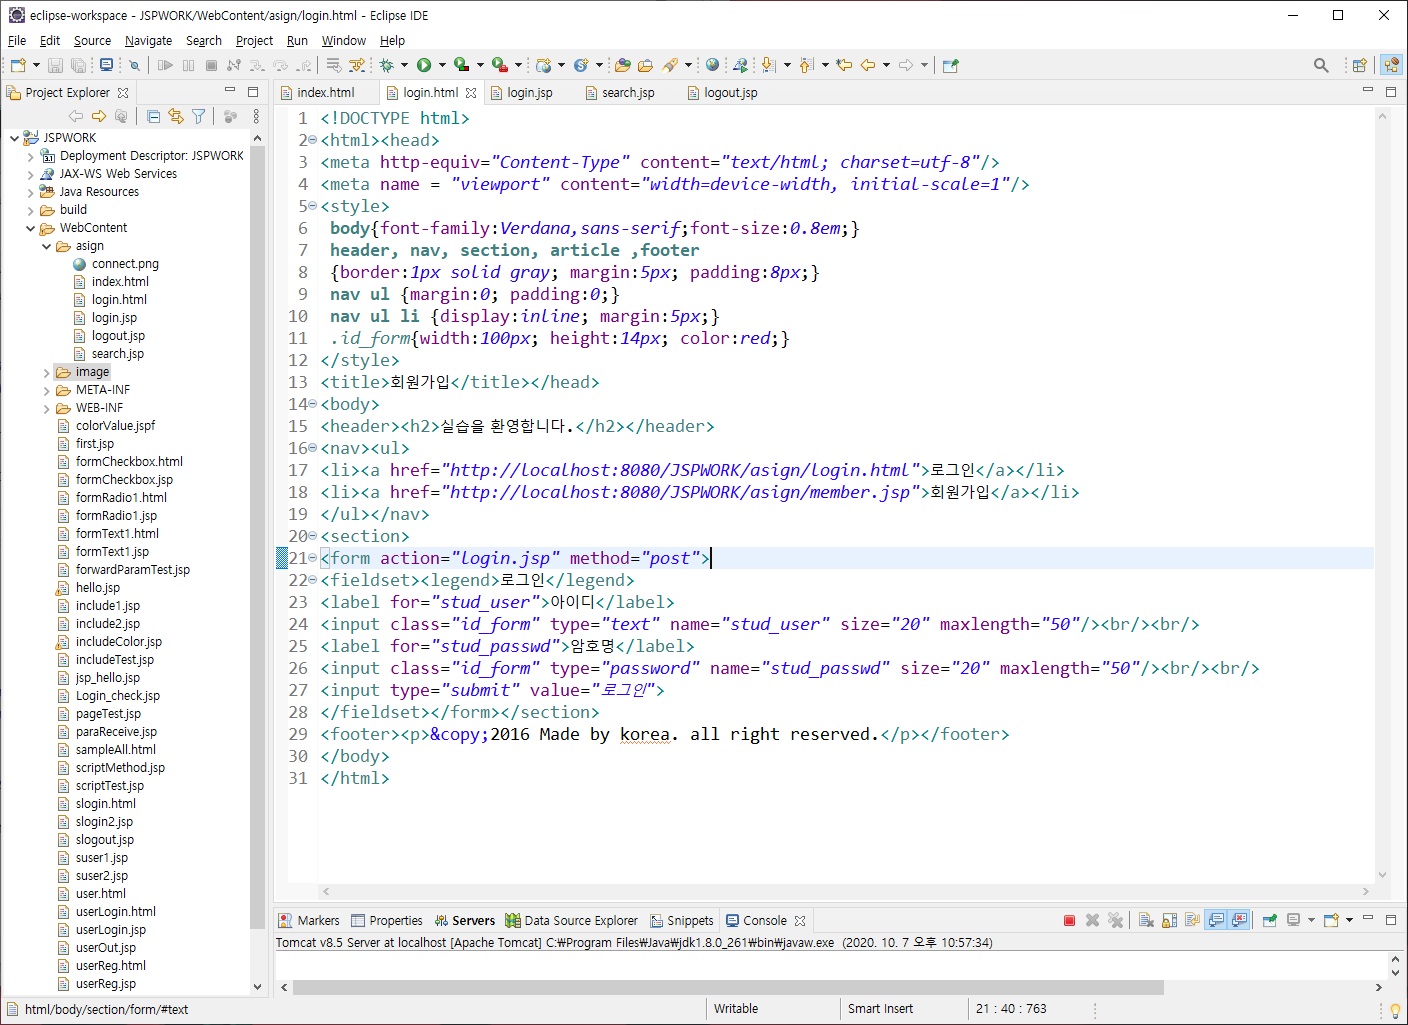 eclipse-workspace - JSPWORK/WebContent/asign/login.html - Eclipse IDE
File Edit Source Navigate Search Project Run Window Help
Project Explorer
JSPWORK
Deployment Descriptor: JSPWORK
JAX-WS Web Services
Java Resources
build
WebContent
asign
connect.png
index.html
login.html
login.jsp
logout.jsp
search.jsp
image
META-INF
WEB-INF
colorValue.jspf
first.jsp
formCheckbox.html
formCheckbox.jsp
formRadio1.html
formRadio1.jsp
formText1.html
formText1.jsp
forwardParamTest.jsp
hello.jsp
include1.jsp
include2.jsp
includeColor.jsp
includeTest.jsp
jsp_hello.jsp
Login_check.jsp
pageTest.jsp
paraReceive.jsp
sampleAll.html
scriptMethod.jsp
scriptTest.jsp
slogin.html
slogin2.jsp
slogout.jsp
suser1.jsp
suser2.jsp
user.html
userLogin.html
userLogin.jsp
userOut.jsp
userReg.html
userReg.jsp
index.html login.html login.jsp search.jsp logout.jsp
1 <!DOCTYPE html>
2 <html><head>
3 <meta http-equiv="Content-Type" content="text/html; charset=utf-8"/>
4 <meta name = "viewport" content="width=device-width, initial-scale=1"/>
5 <style>
6 body{font-family:Verdana,sans-serif;font-size:0.8em;}
7 header, nav, section, article ,footer
8 {border:1px solid gray; margin:5px; padding:8px;}
9 nav ul {margin:0; padding:0;}
10 nav ul li {display:inline; margin:5px;}
11 .id_form{width:100px; height:14px; color:red;}
12 </style>
13 <title>회원가입</title></head>
14 <body>
15 <header><h2>실습을 환영합니다.</h2></header>
16 <nav><ul>
17 <li><a href="http://localhost:8080/JSPWORK/asign/login.html">로그인</a></li>
18 <li><a href="http://localhost:8080/JSPWORK/asign/member.jsp">회원가입</a></li>
19 </ul></nav>
20 <section>
21 <form action="login.jsp" method="post">
22 <fieldset><legend>로그인</legend>
23 <label for="stud_user">아이디</label>
24 <input class="id_form" type="text" name="stud_user" size="20" maxlength="50"/><br/><br/>
25 <label for="stud_passwd">암호명</label>
26 <input class="id_form" type="password" name="stud_passwd" size="20" maxlength="50"/><br/><br/>
27 <input type="submit" value="로그인">
28 </fieldset></form></section>
29 <footer><p>&copy;2016 Made by korea. all right reserved.</p></footer>
30 </body>
31 </html>
Markers Properties Servers Data Source Explorer Snippets Console
Tomcat v8.5 Server at localhost [Apache Tomcat] C:₩Program Files₩Java₩jdk1.8.0_261₩bin₩javaw.exe (2020. 10. 7 오후 10:57:34)
html/body/section/form/#text Writable Smart Insert 21 : 40 : 763